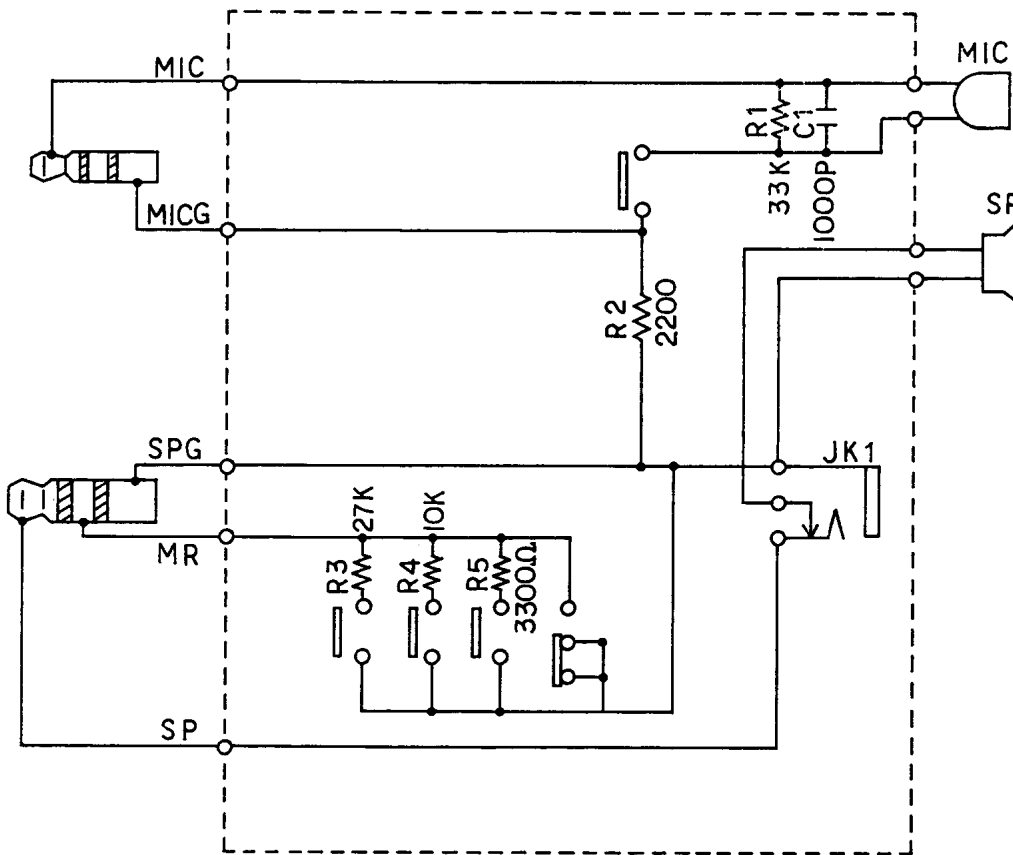 MIC
MIC
R1
33K
C1
1000P
MICG
SP
R2
2200
SPG
JK1
27K
10K
MR
R3
R4
R5
3300Ω
SP